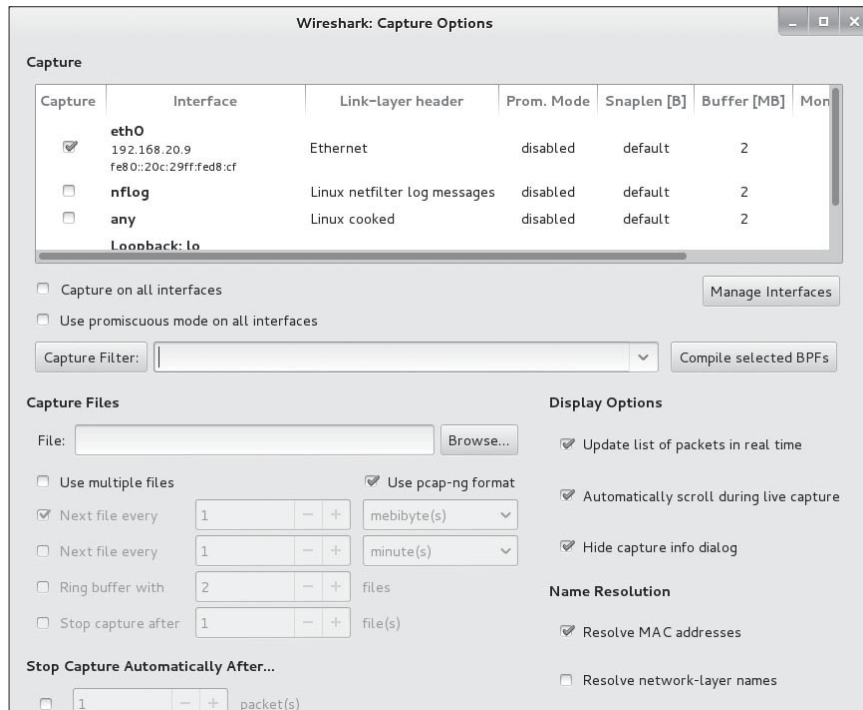 Wireshark: Capture Options
Capture
Capture Interface Link-layer header Prom. Mode Snaplen [B] Buffer [MB] Mon
eth0
192.168.20.9
fe80::20c:29ff:fed8:cf
Ethernet disabled default 2
nflog Linux netfilter log messages disabled default 2
any Linux cooked disabled default 2
Loopback: lo
Capture on all interfaces
Manage Interfaces
Use promiscuous mode on all interfaces
Capture Filter:
Compile selected BPFs
Capture Files
File:
Browse...
Use multiple files
Use pcap-ng format
Next file every 1 mebibyte(s)
Next file every 1 minute(s)
Ring buffer with 2 files
Stop capture after 1 file(s)
Stop Capture Automatically After...
1 packet(s)
Display Options
Update list of packets in real time
Automatically scroll during live capture
Hide capture info dialog
Name Resolution
Resolve MAC addresses
Resolve network-layer names